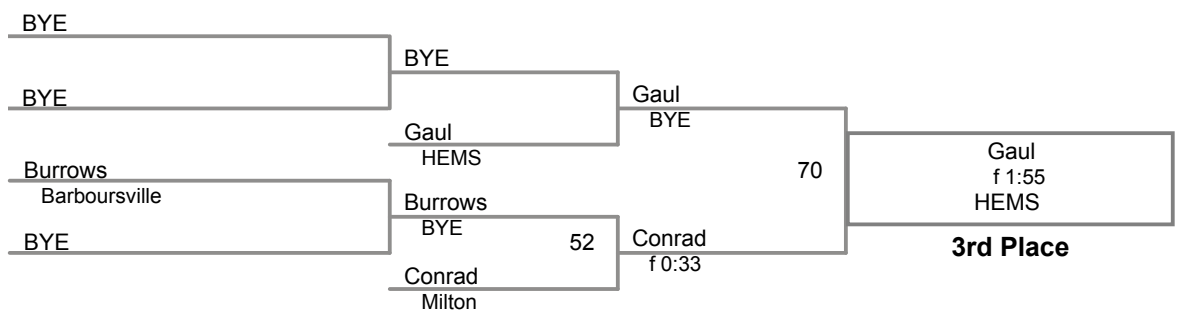 BYE
BYE
Burrows
Barboursville
BYE
BYE
Gaul
HEMS
Burrows
BYE
52
Conrad
Milton
Gaul
BYE
Conrad
f 0:33
70
Gaul
f 1:55
HEMS
3rd Place